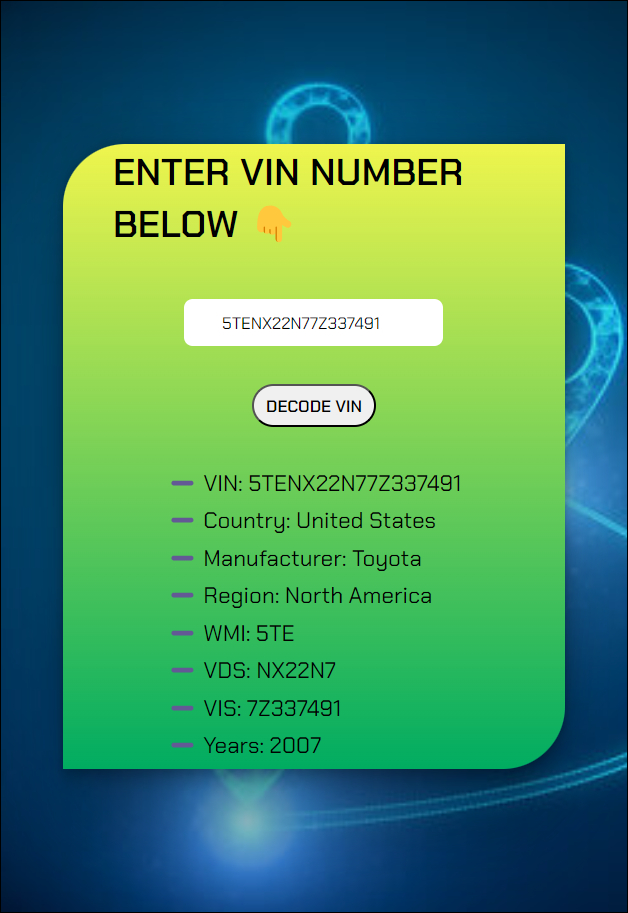 ENTER VIN NUMBER
BELOW 👇
5TENX22N77Z337491
DECODE VIN
VIN: 5TENX22N77Z337491
Country: United States
Manufacturer: Toyota
Region: North America
WMI: 5TE
VDS: NX22N7
VIS: 7Z337491
Years: 2007